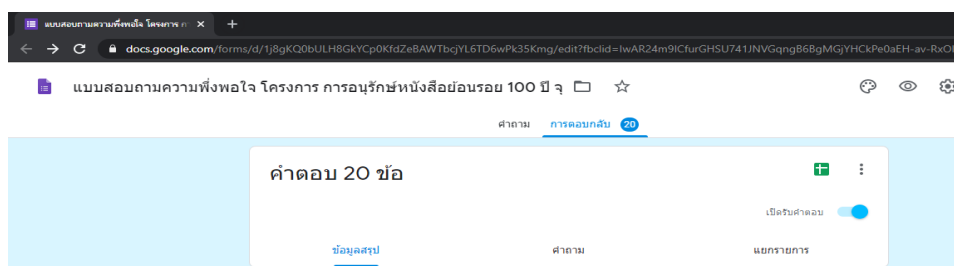 แบบสอบถามความพึงพอใจ โครงการ ก
docs.google.com/forms/d/1j8gKQ0bULH8GkYCp0KfdZeBAWTbcjYL6TD6wPk35Kmg/edit?fbclid=IwAR24m9ICfurGHSU741JNVGqngB6BgMGjYHCkPe0aEH-av-RxOI
แบบสอบถามความพึ่งพอใจ โครงการ การอนุรักษ์หนังสือย้อนรอย 100 ปี จุ
คำถาม การตอบกลับ 20
คำตอบ 20 ข้อ
เปิดรับคำตอบ
ข้อมูลสรุป คำถาม แยกรายการ